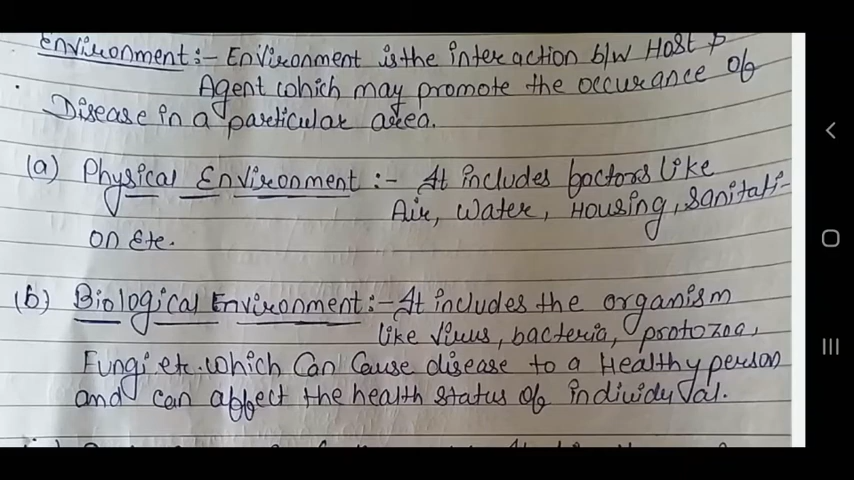 Environment:- Environment is the interaction b/w Host &
Agent which may promote the occurance of
Disease in a particular area.
(a) Physical Environment :- It includes factors like
Air, Water, Housing, Sanitati-
on Etc.
(b) Biological Environment:- It includes the organism
like virus, bacteria, protozoa,
Fungi etc. which Can Cause disease to a Healthy person
and can affect the health status of individual.